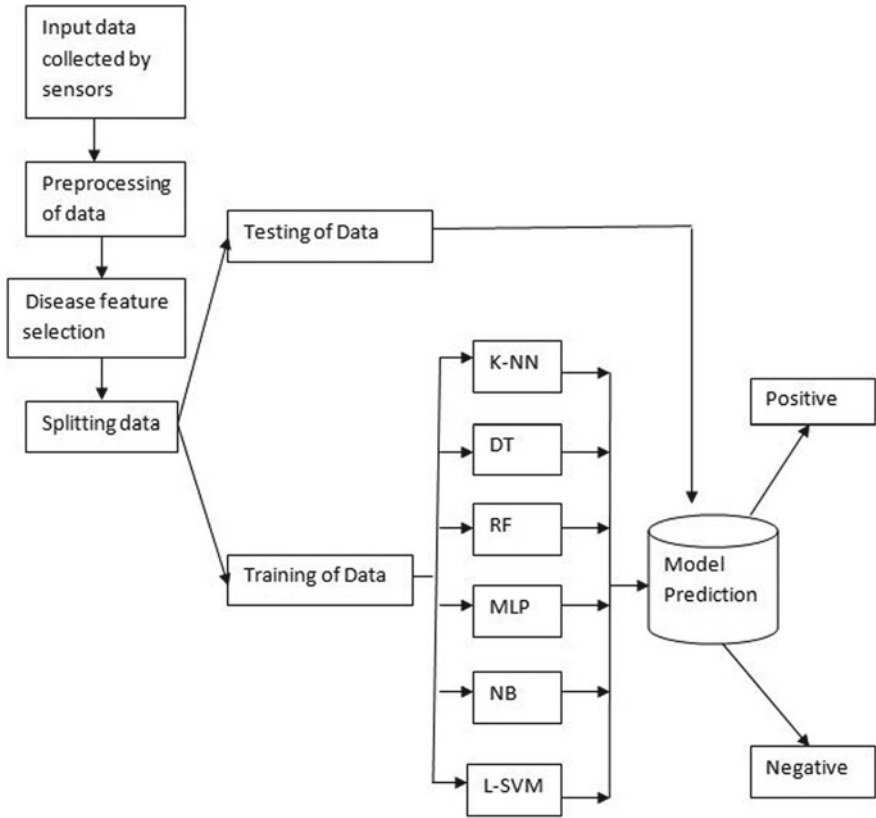 Input data
collected by
sensors
Preprocessing
of data
Disease feature
selection
Splitting data
Testing of Data
Training of Data
K-NN
DT
RF
MLP
NB
L-SVM
Model
Prediction
Positive
Negative